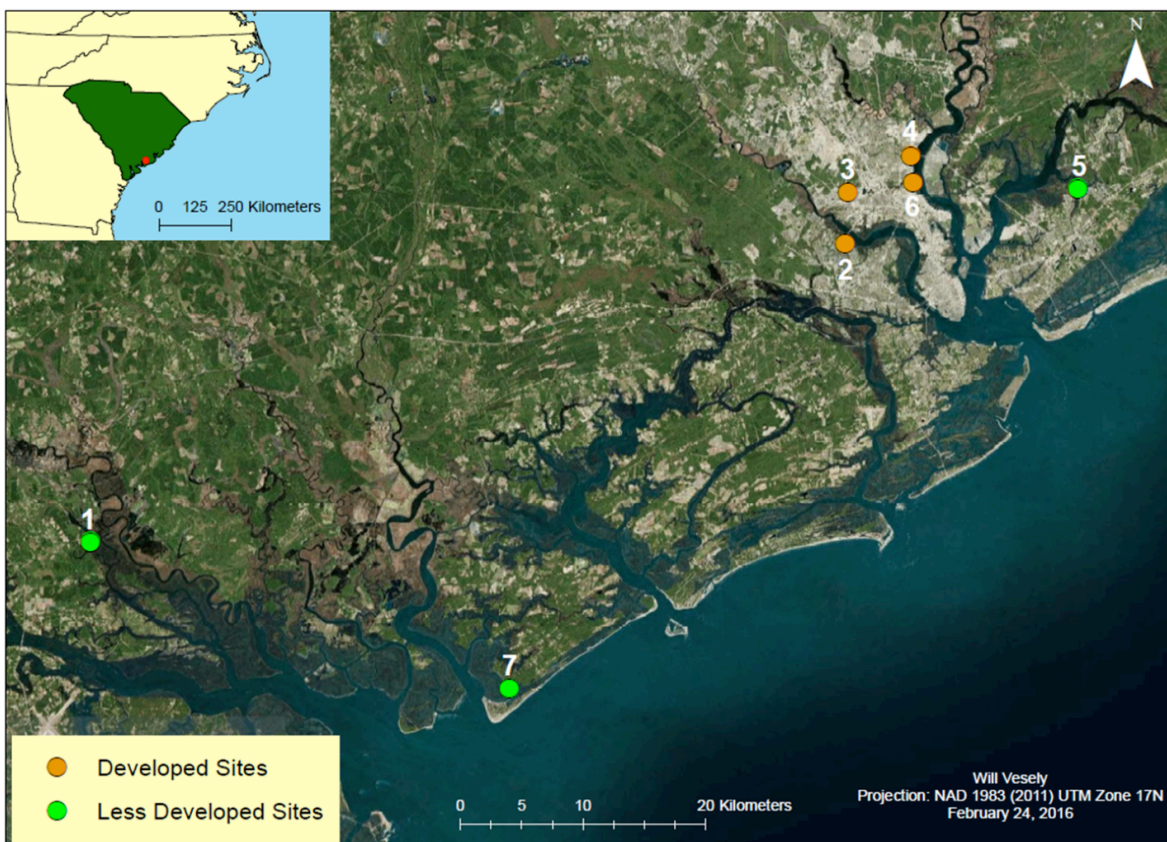 N
0 125 250 Kilometers
4
3
5
6
2
1
7
Developed Sites
Less Developed Sites
0 5 10 20 Kilometers
Will Vesely
Projection: NAD 1983 (2011) UTM Zone 17N
February 24, 2016